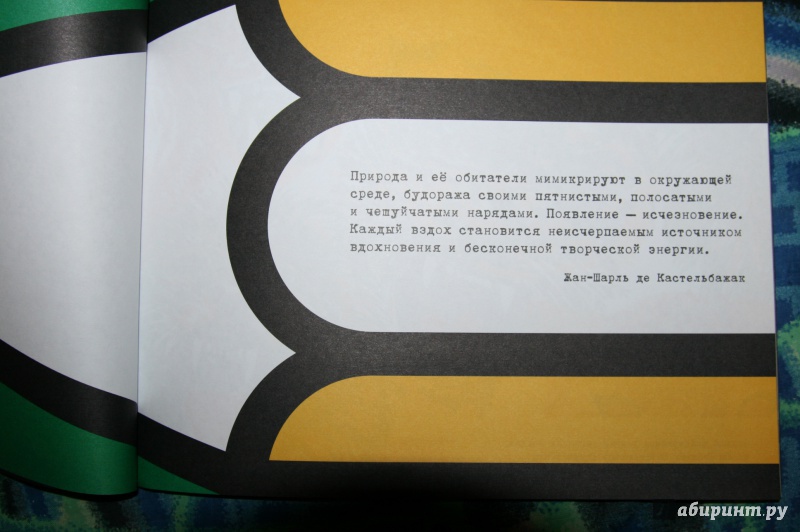 Природа и её обитатели мимикрируют в окружающей
среде, будоража своими пятнистыми, полосатыми
и чешуйчатыми нарядами. Появление — исчезновение.
Каждый вздох становится неисчерпаемым источником
вдохновения и бесконечной творческой энергии.
Жан-Шарль де Кастельбажак
абиринт.ру